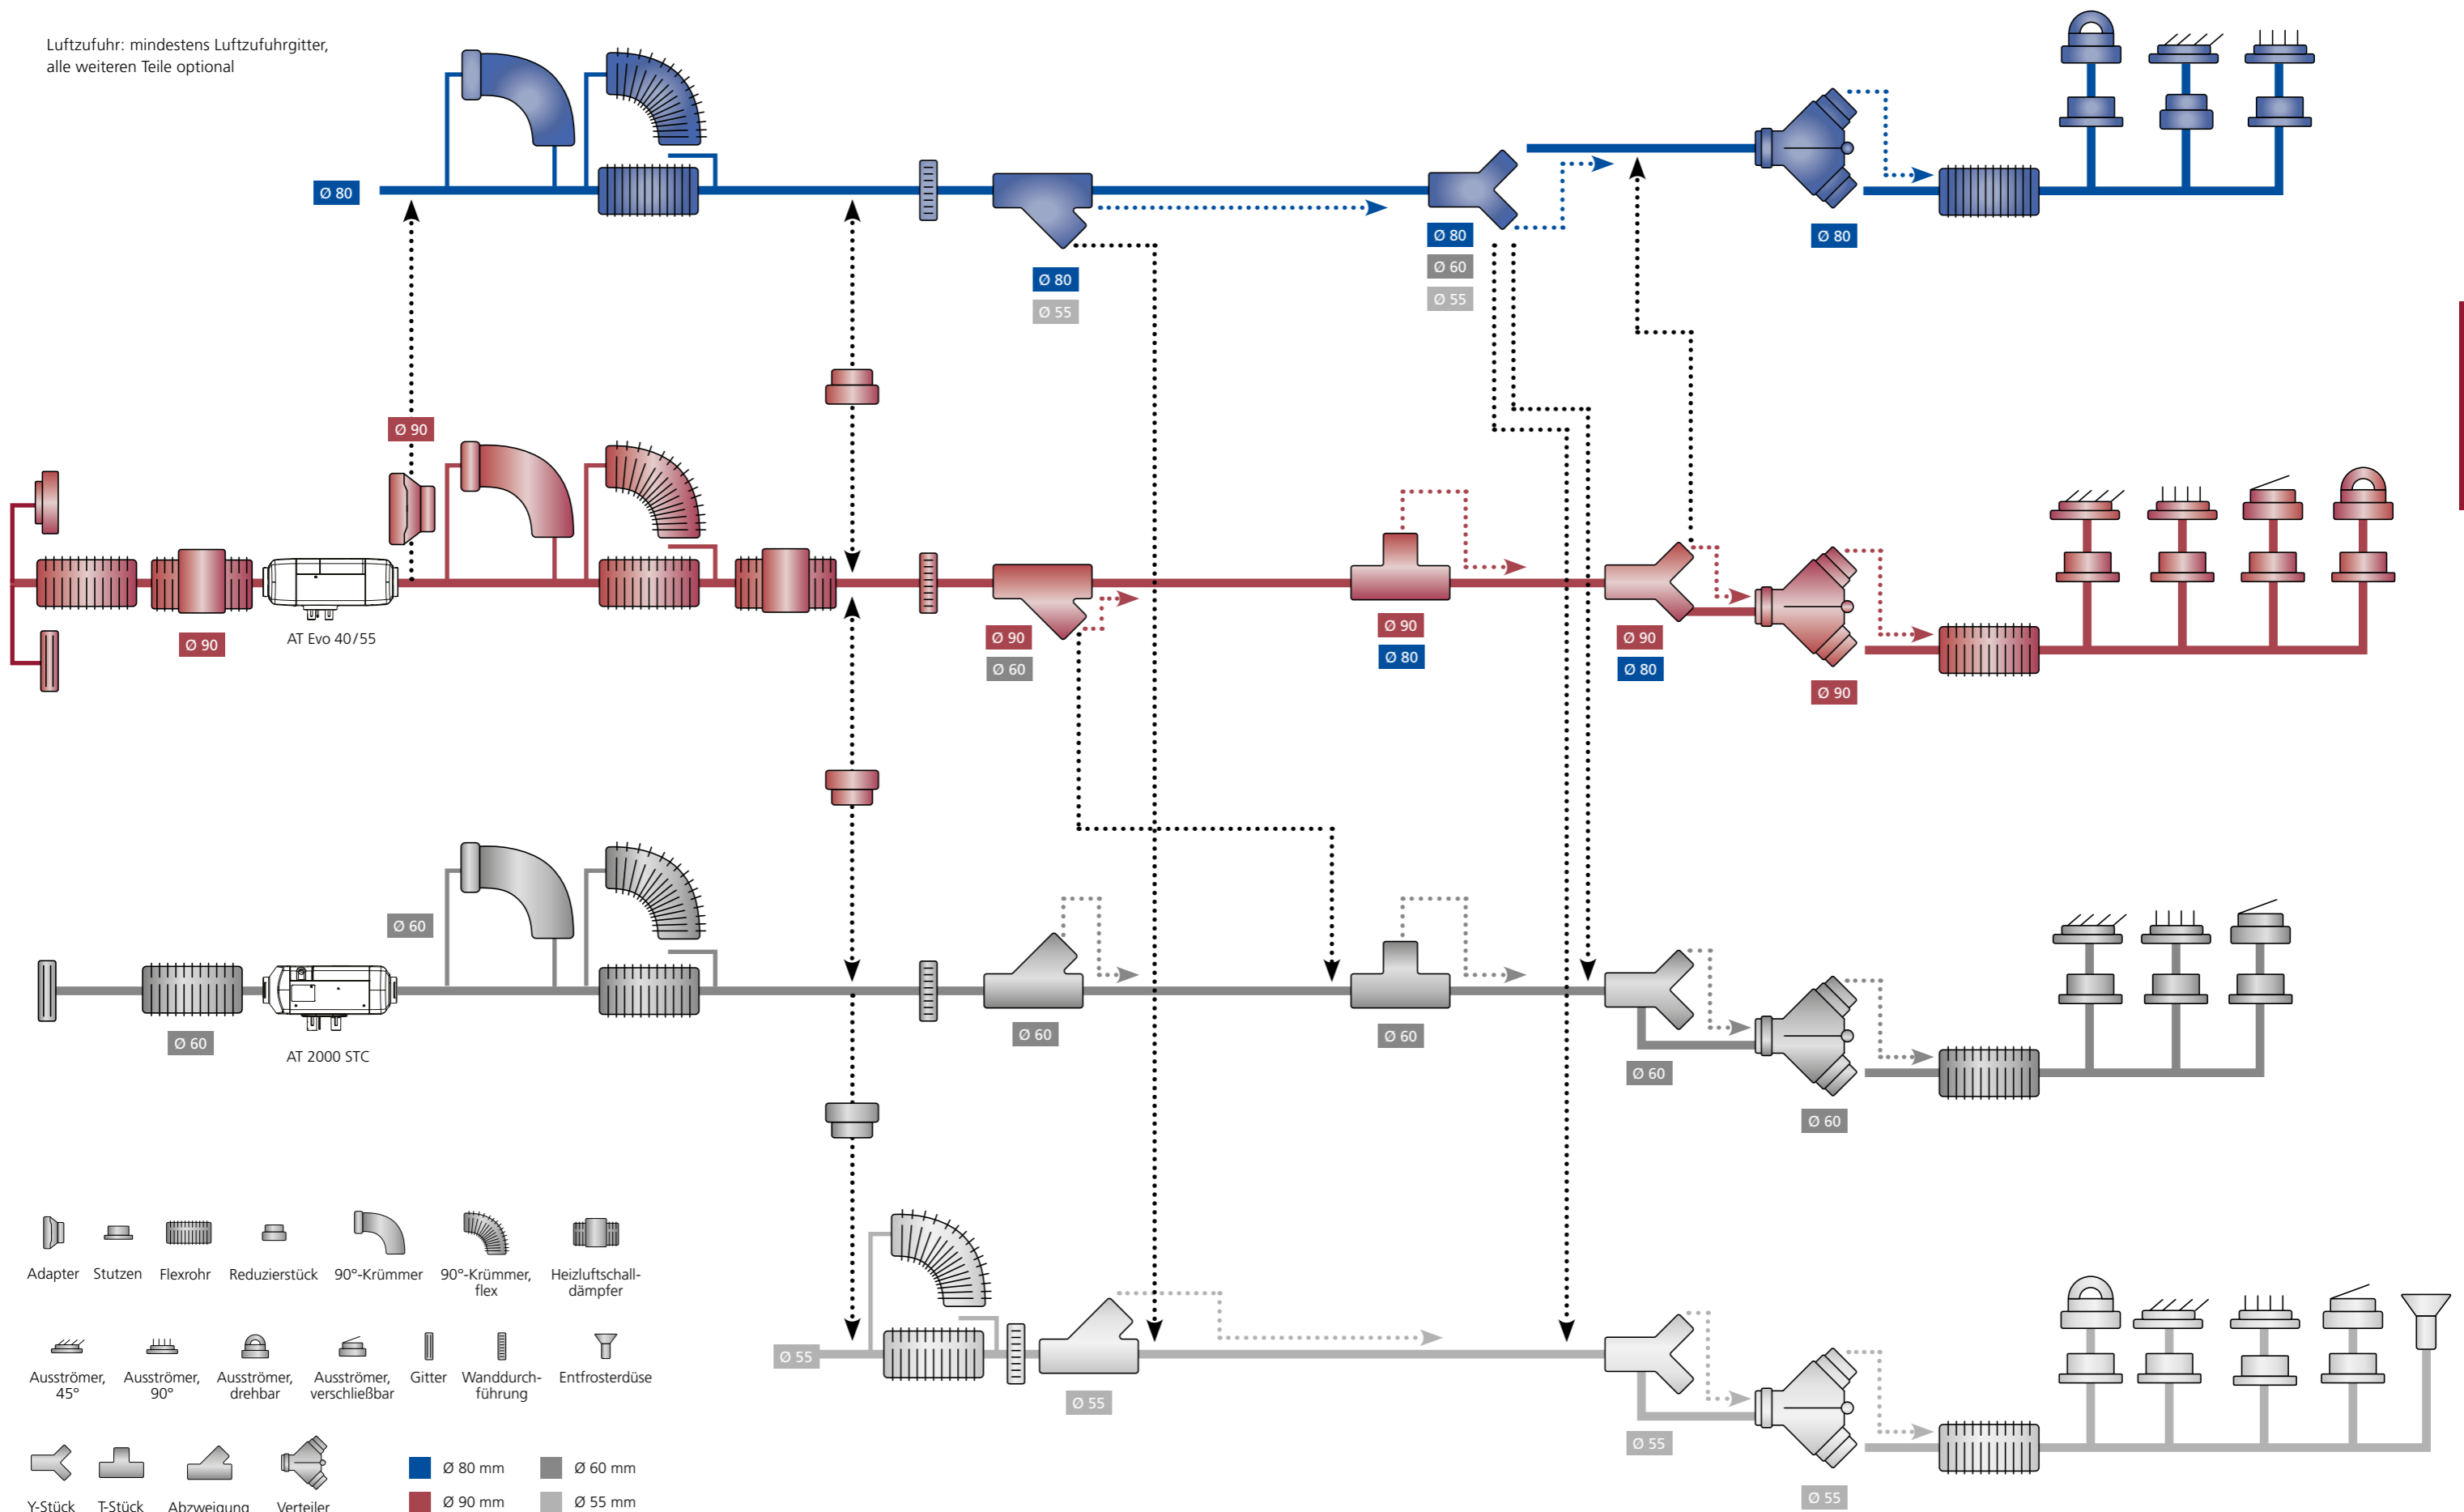 Luftzufuhr: mindestens Luftzufuhrgitter,
alle weiteren Teile optional
Ø 80
Ø 80
Ø 55
Ø 80
Ø 60
Ø 55
Ø 80
Ø 90
Ø 90
AT Evo 40/55
Ø 90
Ø 60
Ø 90
Ø 80
Ø 90
Ø 80
Ø 90
Ø 60
Ø 60
AT 2000 STC
Ø 60
Ø 60
Ø 60
Ø 60
Ø 55
Ø 55
Ø 55
Ø 55
Adapter
Stutzen
Flexrohr
Reduzierstück
90°-Krümmer
90°-Krümmer,
flex
Heizluftschall-
dämpfer
Ausströmer,
45°
Ausströmer,
90°
Ausströmer,
drehbar
Ausströmer,
verschließbar
Gitter
Wanddurch-
führung
Entfrosterdüse
Y-Stück
T-Stück
Abzweigung
Verteiler
Ø 80 mm
Ø 60 mm
Ø 90 mm
Ø 55 mm